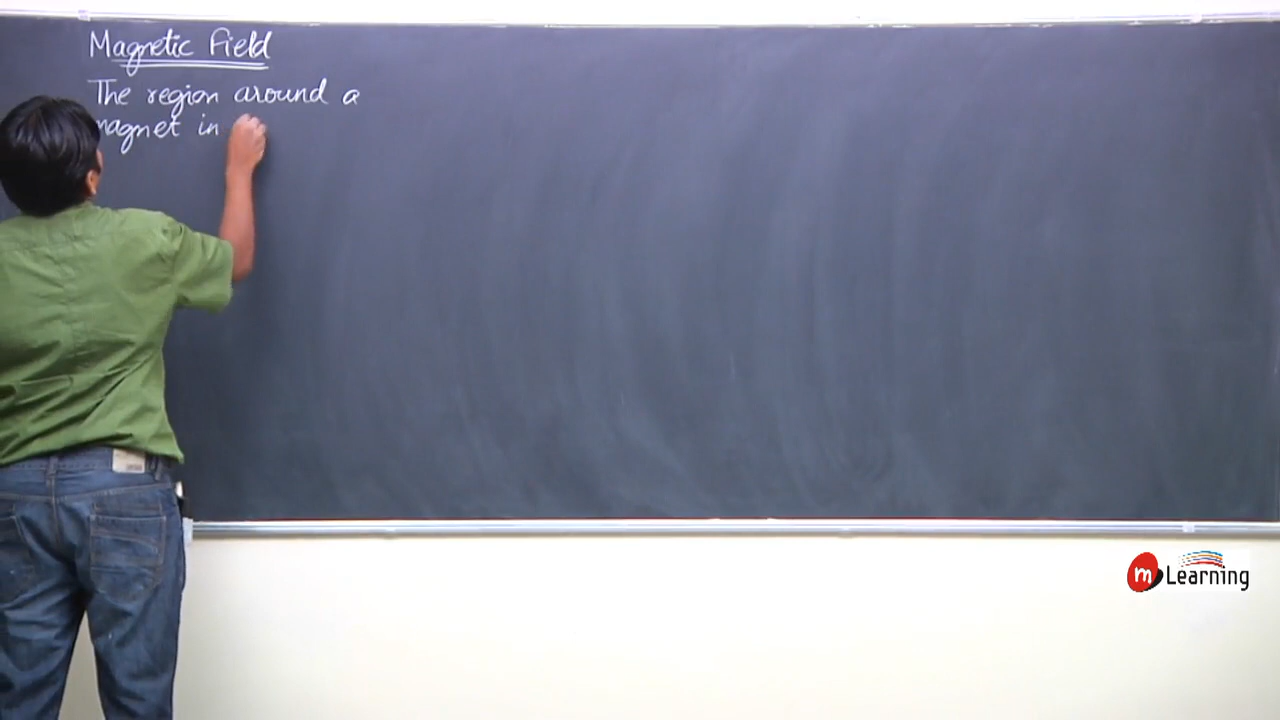 Magnetic Field
The region around a
magnet in
m Learning